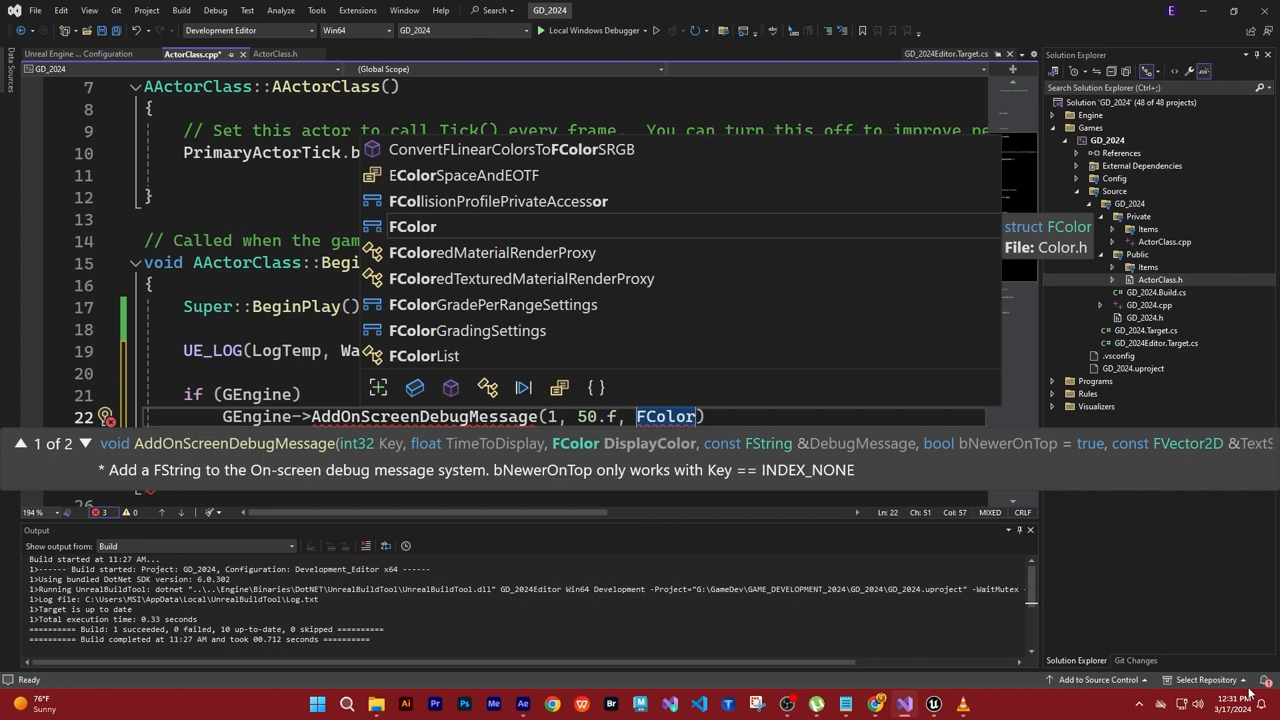 File Edit View Git Project Build Debug Test Analyze Tools Extensions Window Help Search GD_2024
Development Editor Win64 GD_2024 Local Windows Debugger
Data Sources
Unreal Engine ... Configuration ActorClass.cpp* ActorClass.h GD_2024Editor.Target.cs
GD_2024 (Global Scope)
7 AActorClass::AActorClass()
8 {
9 // Set this actor to call Tick() every frame. You can turn this off to improve pe
10 PrimaryActorTick.b
11
12 }
13
14 // Called when the gam
15 void AActorClass::Begi
16 {
17 Super::BeginPlay()
18
19 UE_LOG(LogTemp, Wa
20
21 if (GEngine)
22 GEngine->AddOnScreenDebugMessage(1, 50.f, FColor)
ConvertFLinearColorsToFColorSRGB
EColorSpaceAndEOTF
FCollisionProfilePrivateAccessor
FColor
FColoredMaterialRenderProxy
FColoredTexturedMaterialRenderProxy
FColorGradePerRangeSettings
FColorGradingSettings
FColorList
struct FColor
File: Color.h
1 of 2 void AddOnScreenDebugMessage(int32 Key, float TimeToDisplay, FColor DisplayColor, const FString &DebugMessage, bool bNewerOnTop = true, const FVector2D &TextS
* Add a FString to the On-screen debug message system. bNewerOnTop only works with Key == INDEX_NONE
26
194 % 3 0 Ln: 22 Ch: 51 Col: 57 MIXED CRLF
Output
Show output from: Build
Build started at 11:27 AM...
1>------ Build started: Project: GD_2024, Configuration: Development_Editor x64 ------
1>Using bundled DotNet SDK version: 6.0.302
1>Running UnrealBuildTool: dotnet "..\..\Engine\Binaries\DotNET\UnrealBuildTool\UnrealBuildTool.dll" GD_2024Editor Win64 Development -Project="G:\GameDev\GAME_DEVELOPMENT_2024\GD_2024\GD_2024.uproject" -WaitMutex
1>Log file: C:\Users\MSI\AppData\Local\UnrealBuildTool\Log.txt
1>Target is up to date
1>Total execution time: 0.33 seconds
========== Build: 1 succeeded, 0 failed, 10 up-to-date, 0 skipped ==========
========== Build completed at 11:27 AM and took 00.712 seconds ==========
Solution Explorer
Search Solution Explorer (Ctrl+;)
Solution 'GD_2024' (48 of 48 projects)
Engine
Games
GD_2024
References
External Dependencies
Config
Source
GD_2024
Private
Items
ActorClass.cpp
Public
Items
ActorClass.h
GD_2024.Build.cs
GD_2024.cpp
GD_2024.h
GD_2024.Target.cs
GD_2024Editor.Target.cs
.vsconfig
GD_2024.uproject
Programs
Rules
Visualizers
Solution Explorer Git Changes
Ready Add to Source Control Select Repository 1
76°F
Sunny
12:31 PM
3/17/2024